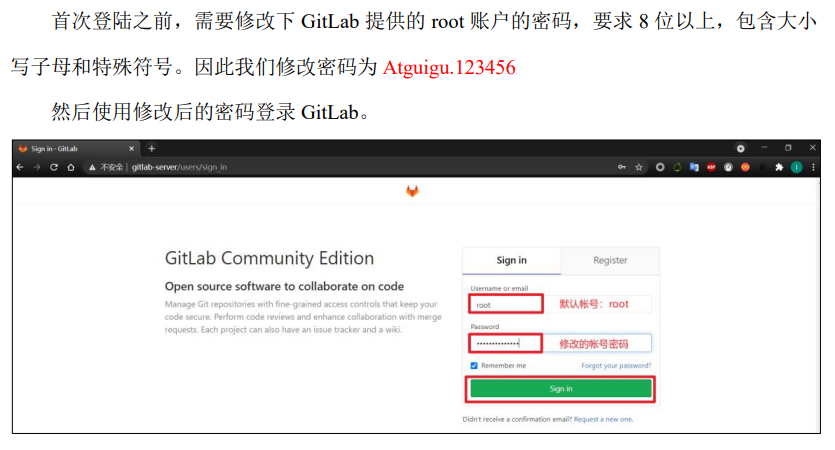 首次登陆之前，需要修改下 GitLab 提供的 root 账户的密码，要求 8 位以上，包含大小
写子母和特殊符号。因此我们修改密码为 Atguigu.123456
然后使用修改后的密码登录 GitLab。
Sign in · GitLab
不安全 | gitlab-server/users/sign_in
GitLab Community Edition
Open source software to collaborate on code
Manage Git repositories with fine-grained access controls that keep your
code secure. Perform code reviews and enhance collaboration with merge
requests. Each project can also have an issue tracker and a wiki.
Sign in
Register
Username or email
root
默认帐号：root
Password
修改的帐号密码
Remember me
Forgot your password?
Sign in
Didn't receive a confirmation email? Request a new one.